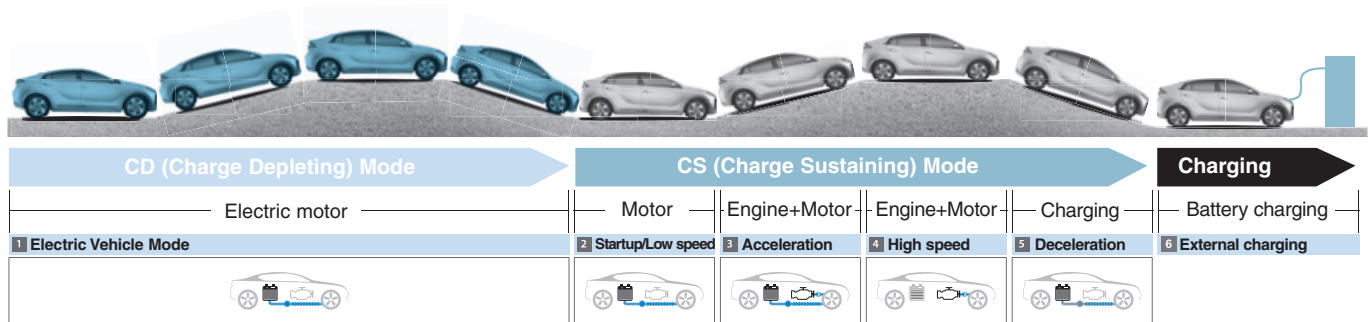 CD (Charge Depleting) Mode
CS (Charge Sustaining) Mode
Charging
Electric motor
Motor
Engine+Motor
Engine+Motor
Charging
Battery charging
1 Electric Vehicle Mode
2 Startup/Low speed
3 Acceleration
4 High speed
5 Deceleration
6 External charging